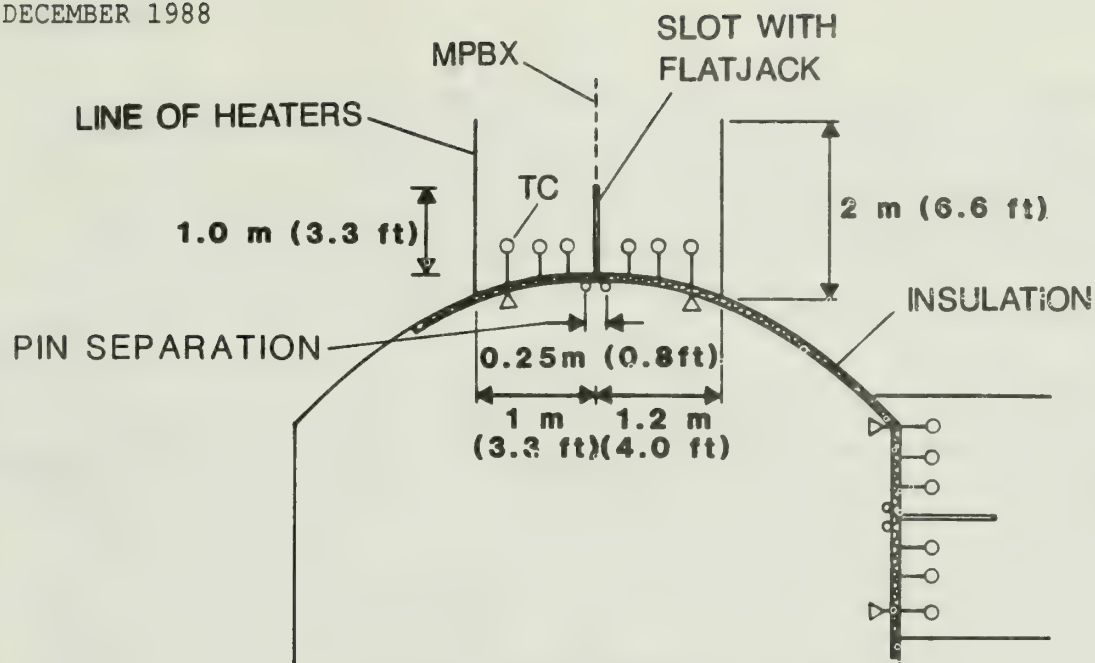 DECEMBER 1988
SLOT WITH
FLATJACK
MPBX
LINE OF HEATERS
TC
1.0 m (3.3 ft)
2 m (6.6 ft)
INSULATION
PIN SEPARATION
0.25m (0.8ft)
1 m
(3.3 ft)
1.2 m
(4.0 ft)